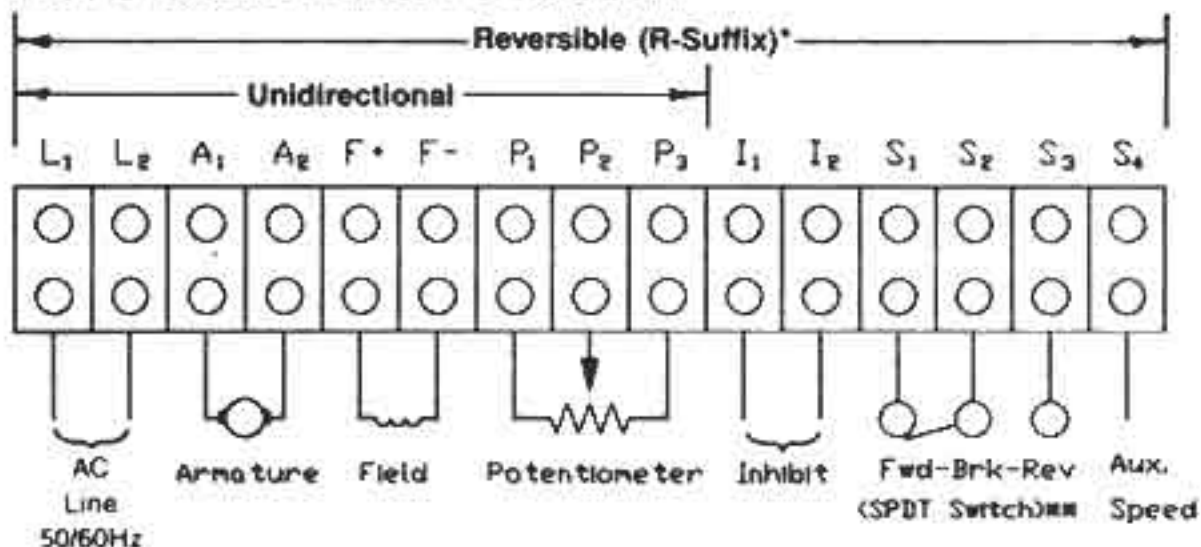 Reversible (R-Suffix)*
Unidirectional
L1 L2 A1 A2 F+ F- P1 P2 P3 I1 I2 S1 S2 S3 S4
AC Line 50/60Hz
Armature
Field
Potentiometer
Inhibit
Fwd-Brk-Rev
(SPDT Switch)**
Aux. Speed